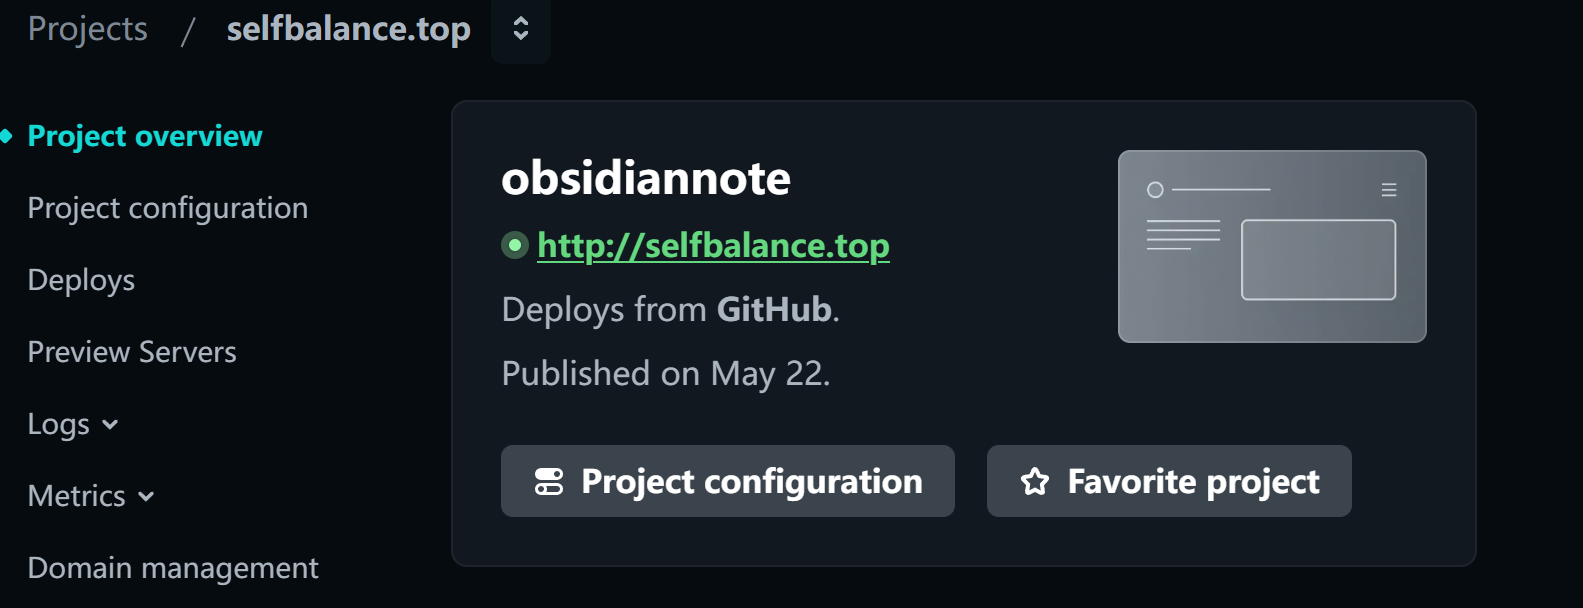 Projects / selfbalance.top
Project overview
Project configuration
Deploys
Preview Servers
Logs
Metrics
Domain management
obsidiannote
http://selfbalance.top
Deploys from GitHub.
Published on May 22.
Project configuration
Favorite project